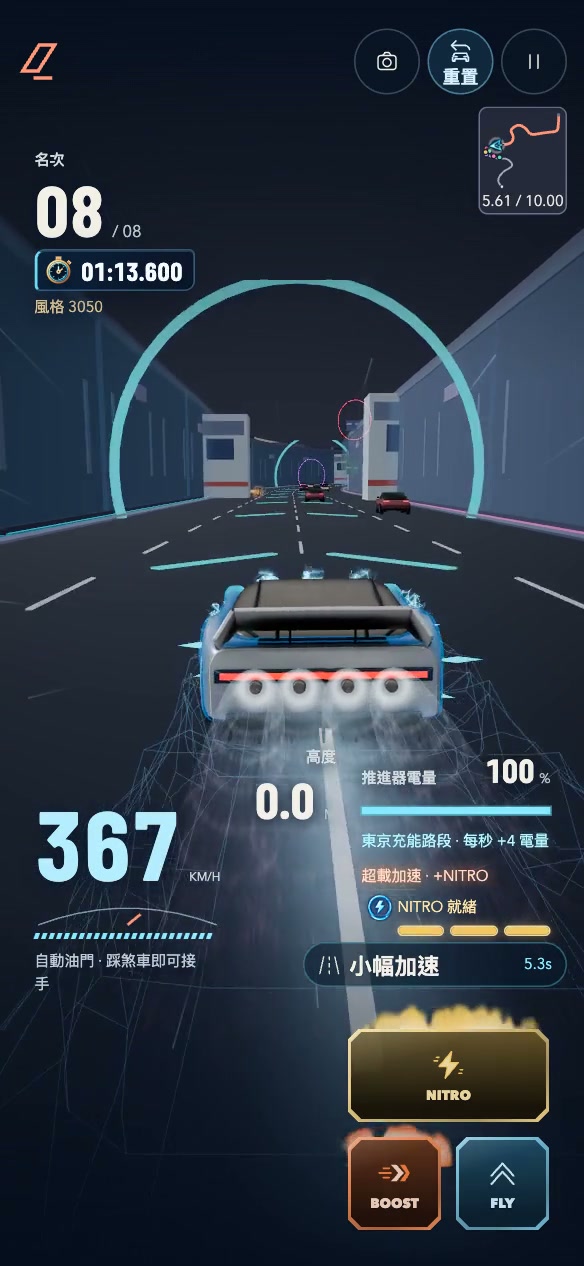 重置
5.61 / 10.00
名次
08 / 08
01:13.600
風格 3050
高度
0.0
推進器電量 100 %
367 KM/H
東京充能路段 · 每秒 +4 電量
超載加速 · +NITRO
NITRO 就緒
自動油門 · 踩煞車即可接
手
小幅加速 5.3s
NITRO
BOOST
FLY